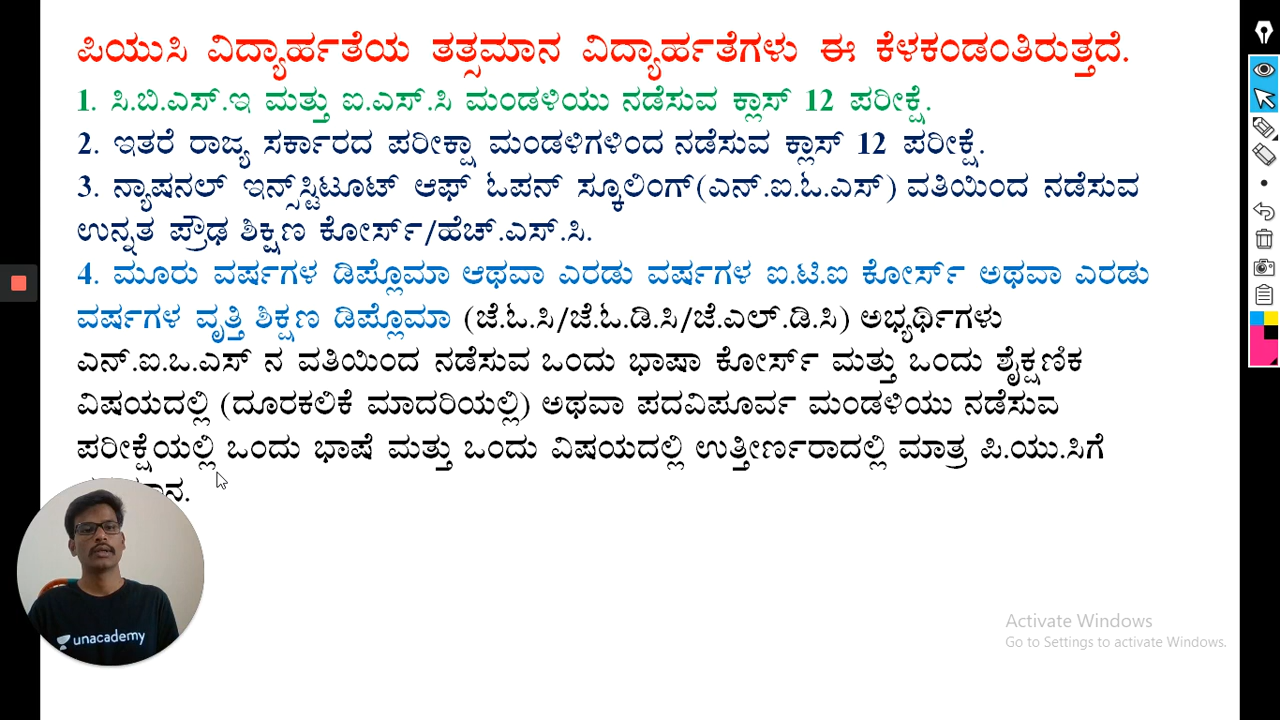 ಪಿಯುಸಿ ವಿದ್ಯಾರ್ಹತೆಯ ತತ್ಸಮಾನ ವಿದ್ಯಾರ್ಹತೆಗಳು ಈ ಕೆಳಕಂಡಂತಿರುತ್ತದೆ.
1. ಸಿ.ಬಿ.ಎಸ್.ಇ ಮತ್ತು ಐ.ಎಸ್.ಸಿ ಮಂಡಳಿಯು ನಡೆಸುವ ಕ್ಲಾಸ್ 12 ಪರೀಕ್ಷೆ.
2. ಇತರೆ ರಾಜ್ಯ ಸರ್ಕಾರದ ಪರೀಕ್ಷಾ ಮಂಡಳಿಗಳಿಂದ ನಡೆಸುವ ಕ್ಲಾಸ್ 12 ಪರೀಕ್ಷೆ.
3. ನ್ಯಾಷನಲ್ ಇನ್ಸ್‌ಸ್ಟಿಟೂಟ್ ಆಫ್ ಓಪನ್ ಸ್ಕೂಲಿಂಗ್(ಎನ್.ಐ.ಓ.ಎಸ್) ವತಿಯಿಂದ ನಡೆಸುವ
ಉನ್ನತ ಪ್ರೌಢ ಶಿಕ್ಷಣ ಕೋರ್ಸ್/ಹೆಚ್.ಎಸ್.ಸಿ.
4. ಮೂರು ವರ್ಷಗಳ ಡಿಪ್ಲೊಮಾ ಆಥವಾ ಎರಡು ವರ್ಷಗಳ ಐ.ಟಿ.ಐ ಕೋರ್ಸ್ ಅಥವಾ ಎರಡು
ವರ್ಷಗಳ ವೃತ್ತಿ ಶಿಕ್ಷಣ ಡಿಪ್ಲೊಮಾ (ಜೆ.ಓ.ಸಿ/ಜೆ.ಓ.ಡಿ.ಸಿ/ಜೆ.ಎಲ್.ಡಿ.ಸಿ) ಅಭ್ಯರ್ಥಿಗಳು
ಎನ್.ಐ.ಒ.ಎಸ್ ನ ವತಿಯಿಂದ ನಡೆಸುವ ಒಂದು ಭಾಷಾ ಕೋರ್ಸ್ ಮತ್ತು ಒಂದು ಶೈಕ್ಷಣಿಕ
ವಿಷಯದಲ್ಲಿ (ದೂರಕಲಿಕೆ ಮಾದರಿಯಲ್ಲಿ) ಅಥವಾ ಪದವಿಪೂರ್ವ ಮಂಡಳಿಯು ನಡೆಸುವ
ಪರೀಕ್ಷೆಯಲ್ಲಿ ಒಂದು ಭಾಷೆ ಮತ್ತು ಒಂದು ವಿಷಯದಲ್ಲಿ ಉತ್ತೀರ್ಣರಾದಲ್ಲಿ ಮಾತ್ರ ಪಿ.ಯು.ಸಿಗೆ
unacademy
Activate Windows
Go to Settings to activate Windows.